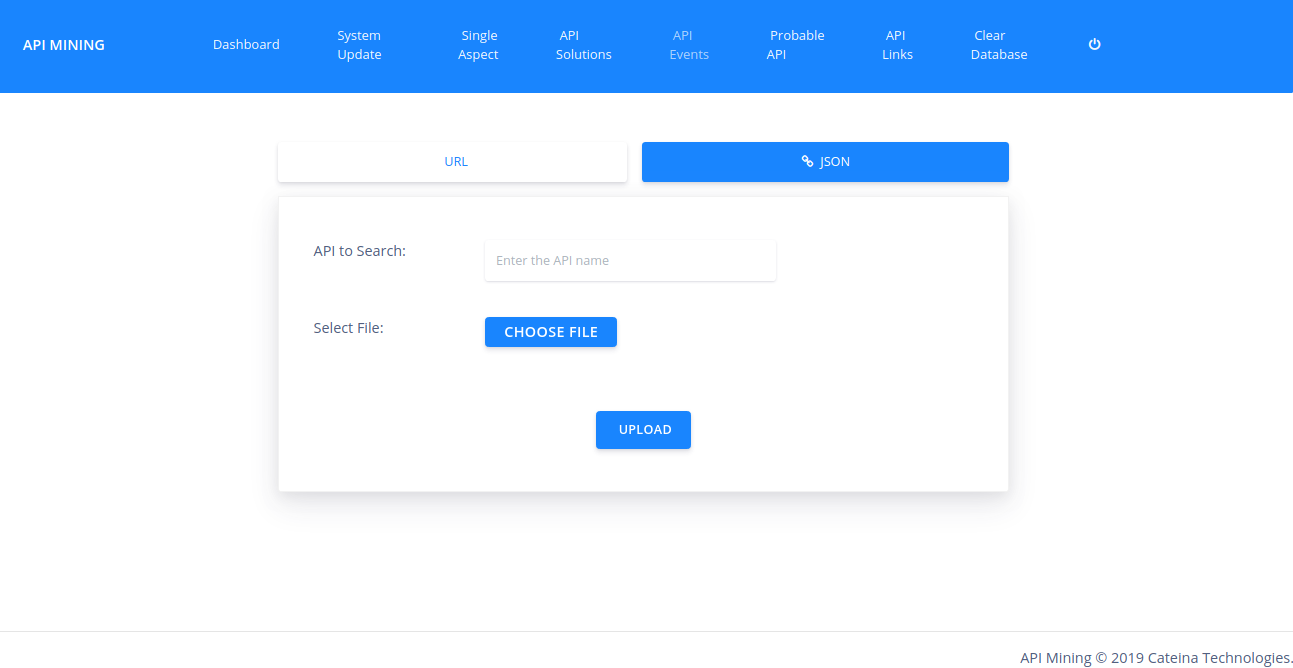 API MINING
Dashboard
System
Update
Single
Aspect
API
Solutions
API
Events
Probable
API
API
Links
Clear
Database
URL
JSON
API to Search:
Enter the API name
Select File:
CHOOSE FILE
UPLOAD
API Mining © 2019 Cateina Technologies.